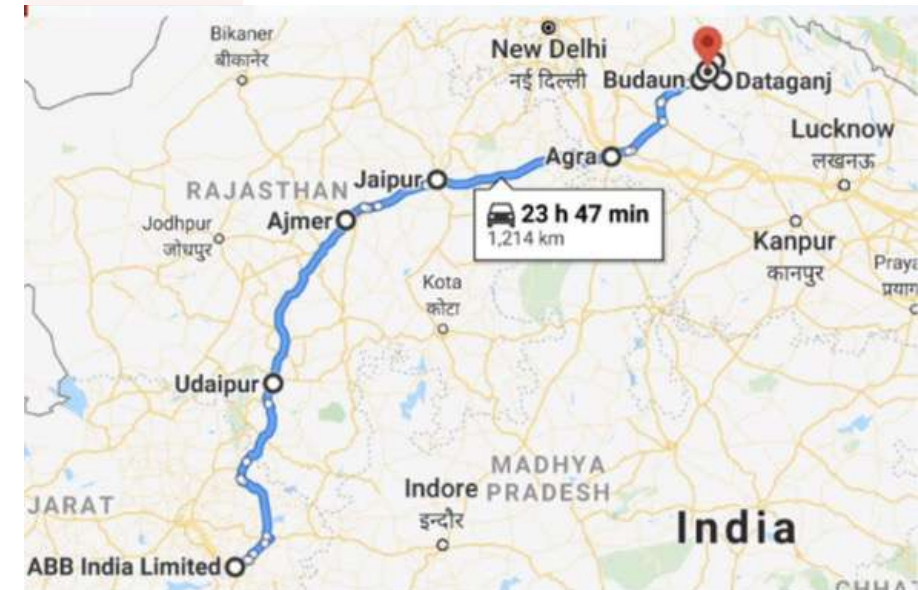 Bikaner
बीकानेर
New Delhi
नई दिल्ली
Budaun
Dataganj
Lucknow
लखनऊ
Agra
Jaipur
RAJASTHAN
23 h 47 min
1,214 km
Ajmer
Jodhpur
जोधपुर
Kanpur
कानपुर
Praya
प्रयाग
Kota
कोटा
Udaipur
MADHYA
PRADESH
Indore
इन्दौर
JARAT
India
ABB India Limited
CHHAT